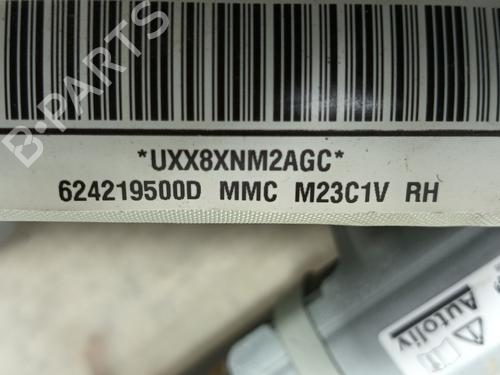 B-PARTS
*UXX8XNM2AGC*
624219500D MMC M23C1V RH
Autoliv